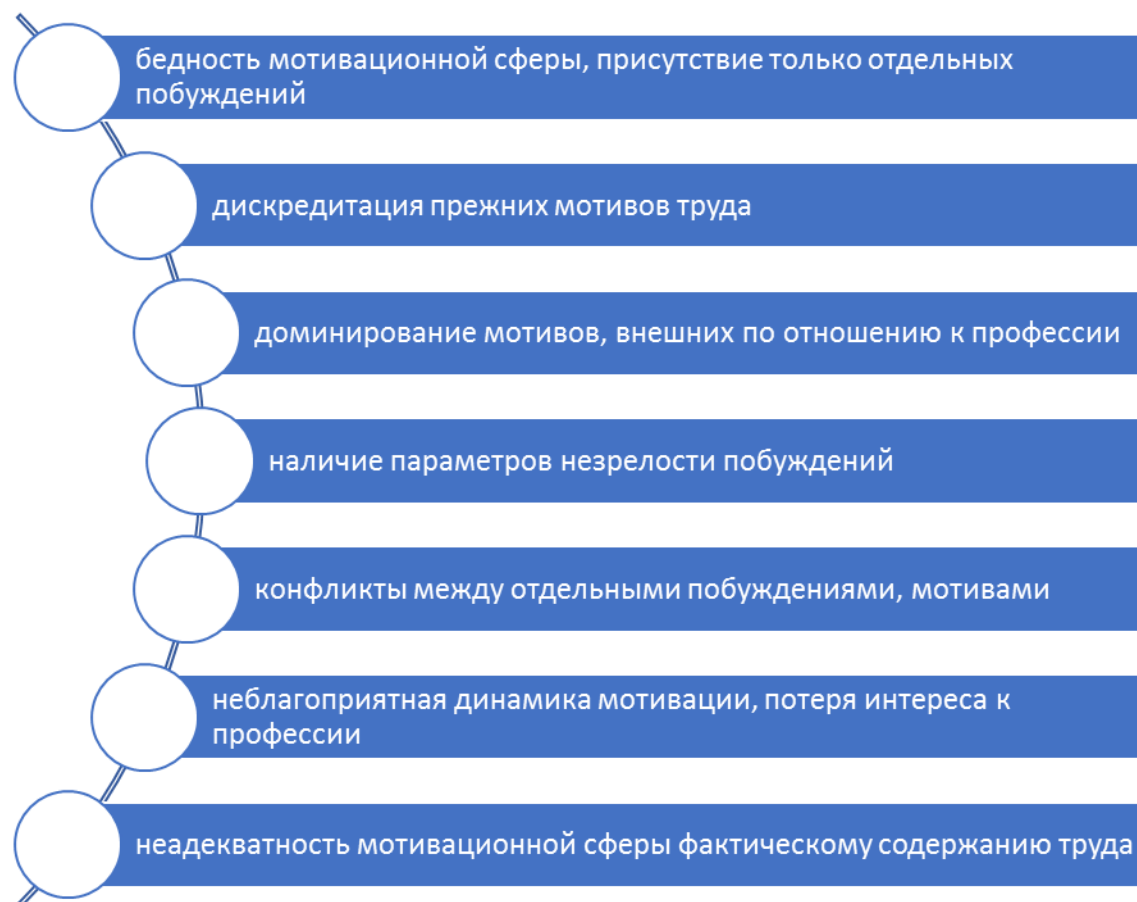 бедность мотивационной сферы, присутствие только отдельных
побуждений
дискредитация прежних мотивов труда
доминирование мотивов, внешних по отношению к профессии
наличие параметров незрелости побуждений
конфликты между отдельными побуждениями, мотивами
неблагоприятная динамика мотивации, потеря интереса к
профессии
неадекватность мотивационной сферы фактическому содержанию труда